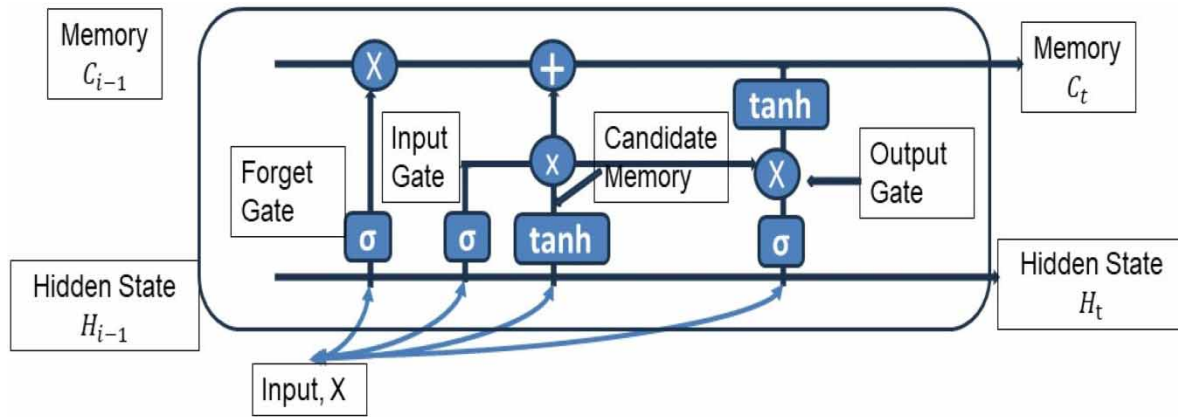 Memory
C_{i−1}
X
+
Memory
C_t
tanh
Input
Gate
x
Candidate
Memory
X
Output
Gate
Forget
Gate
σ
σ
tanh
σ
Hidden State
H_{i−1}
Hidden State
H_t
Input, X